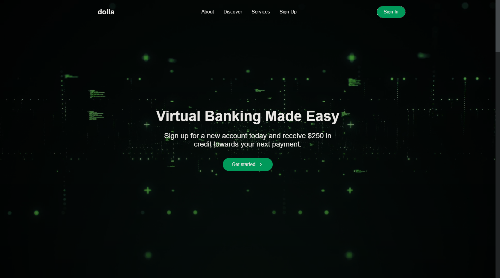 dolla
About Discover Services Sign Up Sign In
Virtual Banking Made Easy
Sign up for a new account today and receive $250 in
credit towards your next payment.
Get started